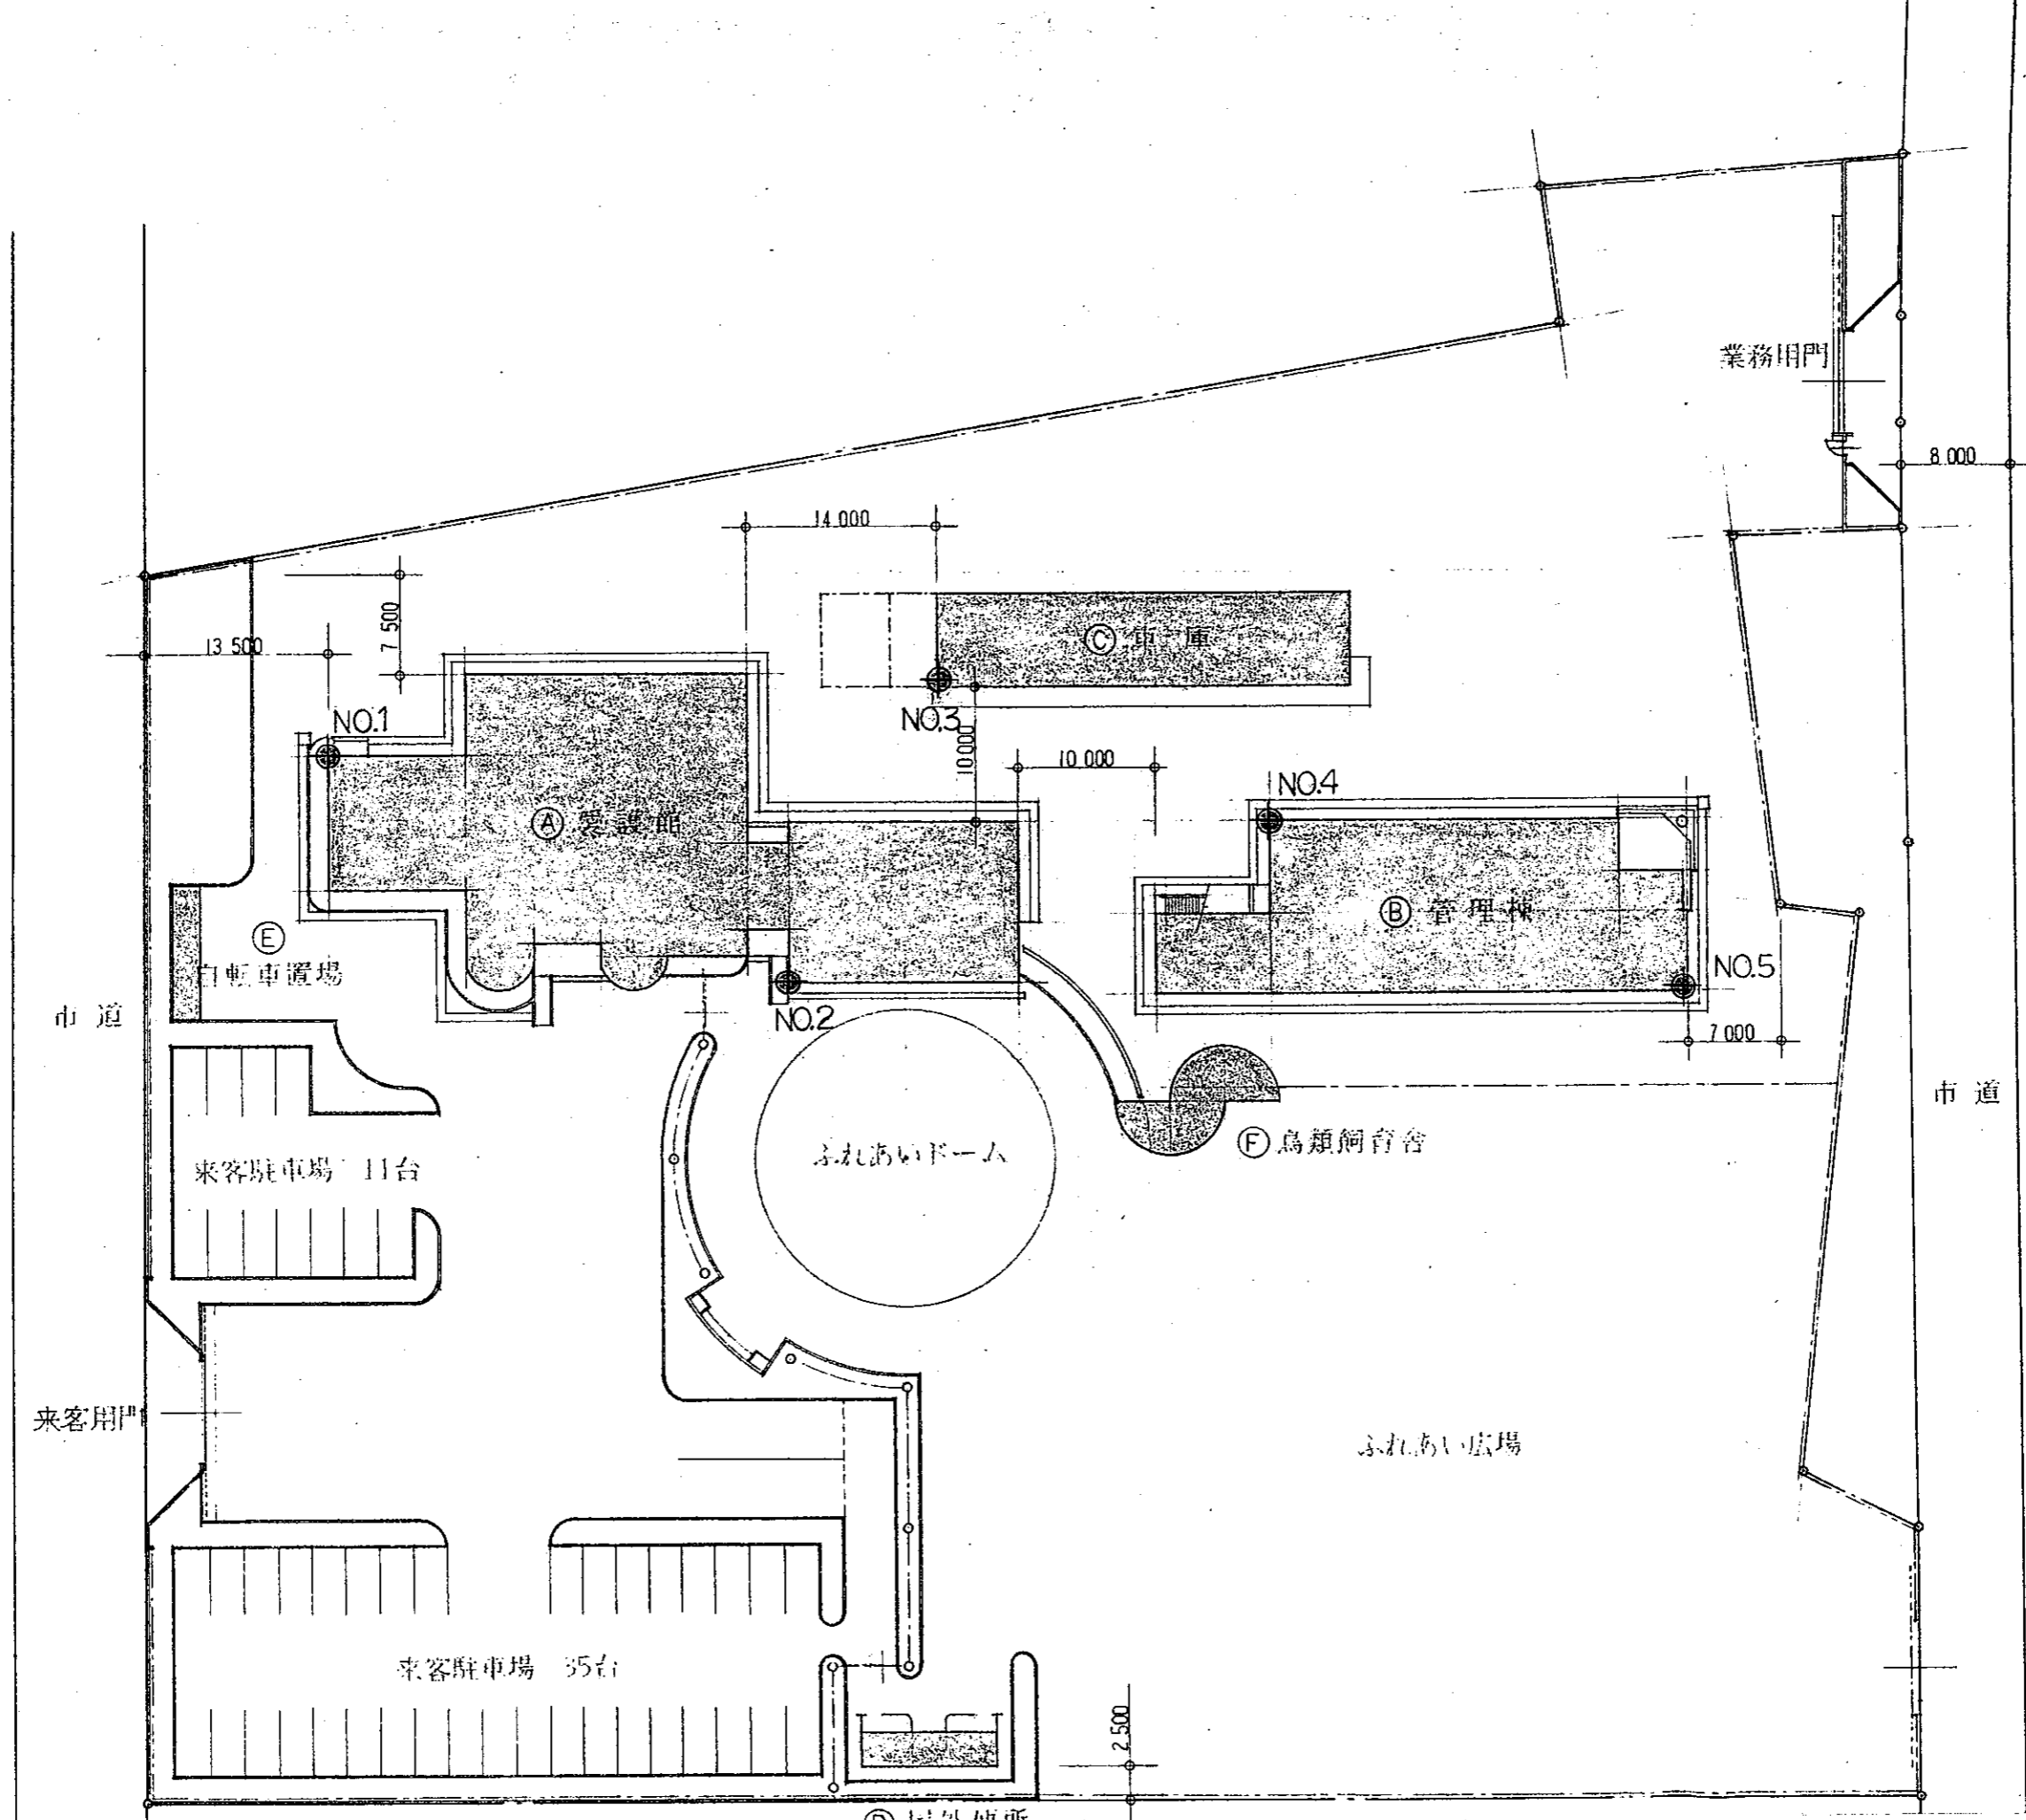 業務用門
8 000
14 000
7 500
13 500
Ⓒ 車 庫
NO.1
NO.3
10 000
10 000
NO.4
Ⓐ 愛護館
Ⓑ 管理棟
Ⓔ
自転車置場
NO.5
市 道
NO.2
7 000
市 道
ふれあいドーム
Ⓕ 鳥類飼育舎
来客駐車場 11台
来客用門
ふれあい広場
来客駐車場 35台
2 500
Ⓓ 屋外便所